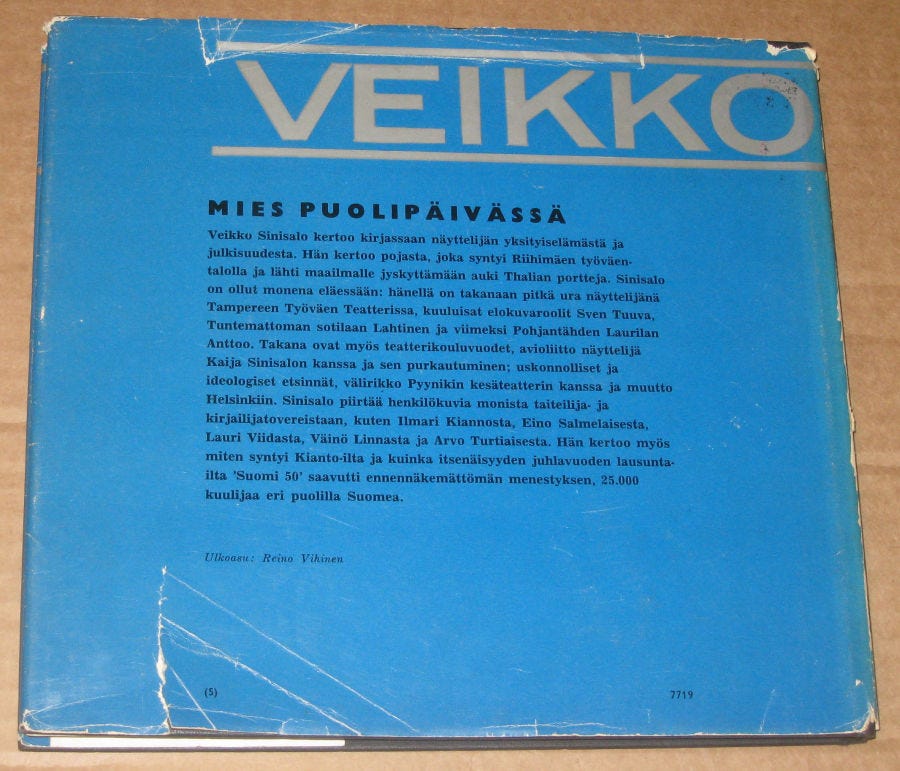 VEIKKO
MIES PUOLIPÄIVÄSSÄ
Veikko Sinisalo kertoo kirjassaan näyttelijän yksityiselämästä ja
julkisuudesta. Hän kertoo pojasta, joka syntyi Riihimäen työväen-
talolla ja lähti maailmalle jyskyttämään auki Thalian portteja. Sinisalo
on ollut monena eläessään: hänellä on takanaan pitkä ura näyttelijänä
Tampereen Työväen Teatterissa, kuuluisat elokuvaroolit Sven Tuuva,
Tuntemattoman sotilaan Lahtinen ja viimeksi Pohjantähden Laurilan
Anttoo. Takana ovat myös teatterikouluvuodet, avioliitto näyttelijä
Kaija Sinisalon kanssa ja sen purkautuminen; uskonnolliset ja
ideologiset etsinnät, välirikko Pyynikin kesäteatterin kanssa ja muutto
Helsinkiin. Sinisalo piirtää henkilökuvia monista taiteilija- ja
kirjailijatovereistaan, kuten Ilmari Kiannosta, Eino Salmelaisesta,
Lauri Viidasta, Väinö Linnasta ja Arvo Turtiaisesta. Hän kertoo myös
miten syntyi Kianto-ilta ja kuinka itsenäisyyden juhlavuoden lausunta-
ilta 'Suomi 50' saavutti ennennäkemättömän menestyksen, 25.000
kuulijaa eri puolilla Suomea.
Ulkoasu: Reino Vihinen
(5) 7719